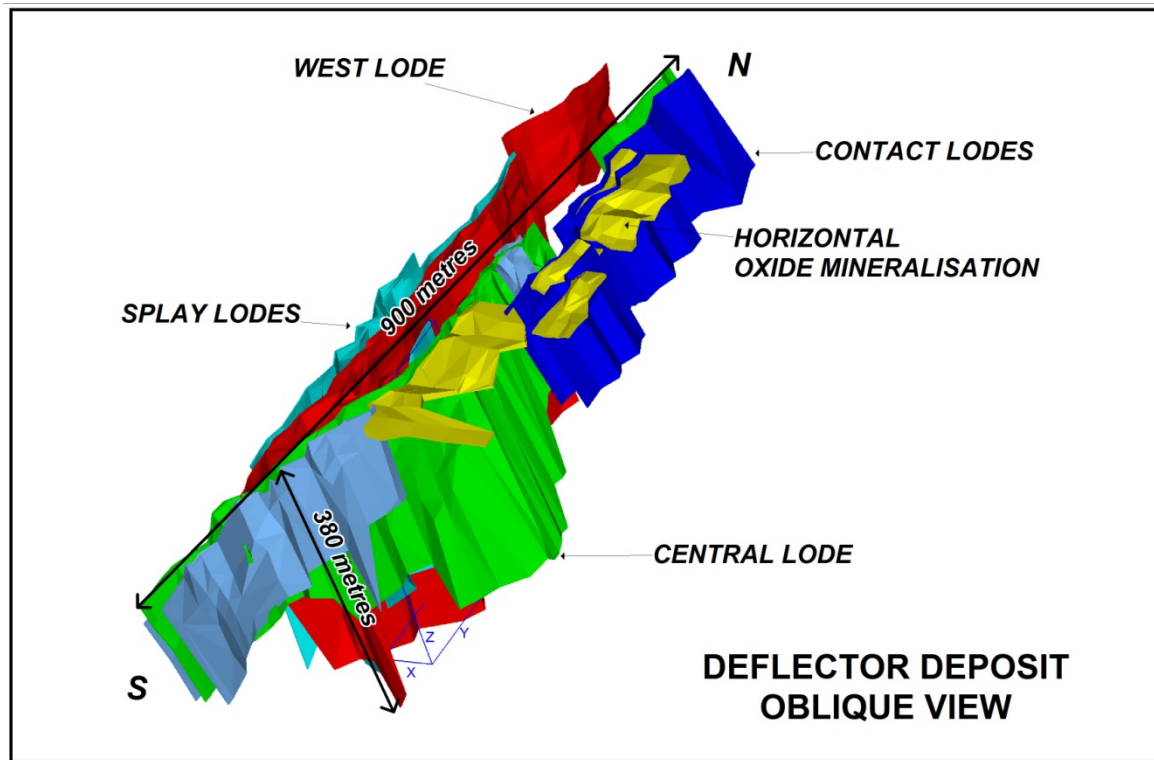 WEST LODE
N
CONTACT LODES
HORIZONTAL
OXIDE MINERALISATION
SPLAY LODES
900 metres
380 metres
CENTRAL LODE
Z
Y
X
S
DEFLECTOR DEPOSIT
OBLIQUE VIEW